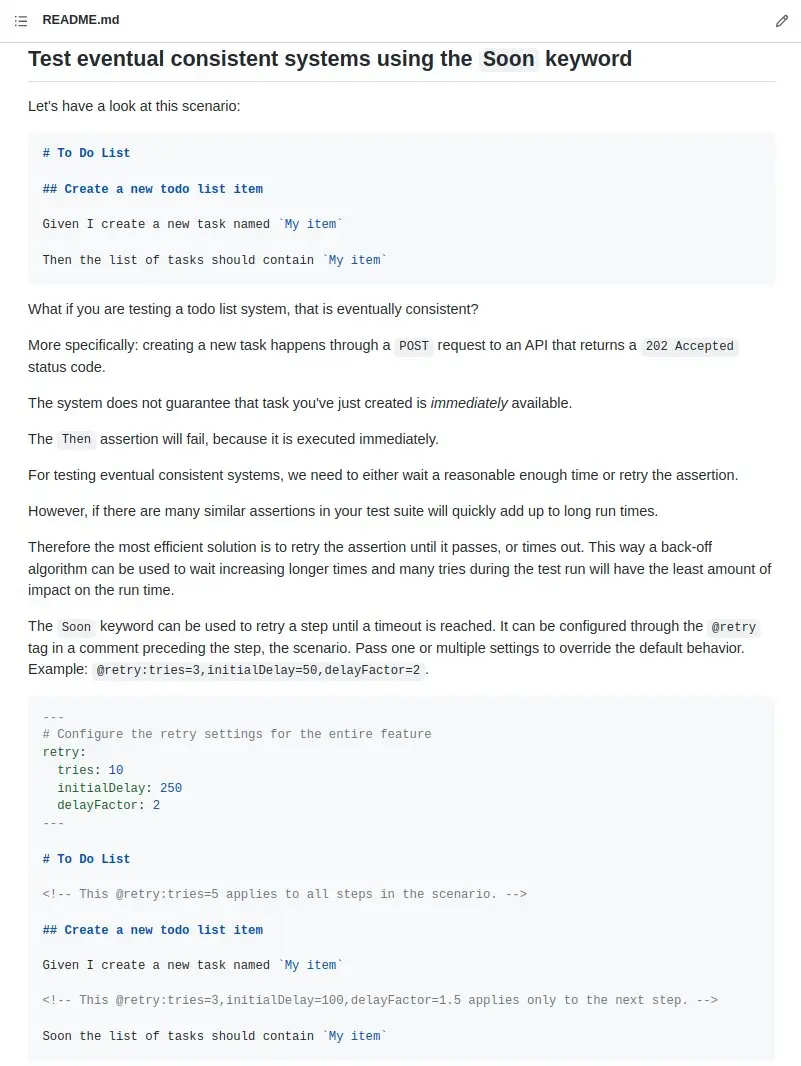 README.md
Test eventual consistent systems using the Soon keyword
Let's have a look at this scenario:
# To Do List
## Create a new todo list item
Given I create a new task named `My item`
Then the list of tasks should contain `My item`
What if you are testing a todo list system, that is eventually consistent?
More specifically: creating a new task happens through a POST request to an API that returns a 202 Accepted
status code.
The system does not guarantee that task you've just created is immediately available.
The Then assertion will fail, because it is executed immediately.
For testing eventual consistent systems, we need to either wait a reasonable enough time or retry the assertion.
However, if there are many similar assertions in your test suite will quickly add up to long run times.
Therefore the most efficient solution is to retry the assertion until it passes, or times out. This way a back-off
algorithm can be used to wait increasing longer times and many tries during the test run will have the least amount of
impact on the run time.
The Soon keyword can be used to retry a step until a timeout is reached. It can be configured through the @retry
tag in a comment preceding the step, the scenario. Pass one or multiple settings to override the default behavior.
Example: @retry:tries=3,initialDelay=50,delayFactor=2 .
---
# Configure the retry settings for the entire feature
retry:
  tries: 10
  initialDelay: 250
  delayFactor: 2
---
# To Do List
<!-- This @retry:tries=5 applies to all steps in the scenario. -->
## Create a new todo list item
Given I create a new task named `My item`
<!-- This @retry:tries=3,initialDelay=100,delayFactor=1.5 applies only to the next step. -->
Soon the list of tasks should contain `My item`